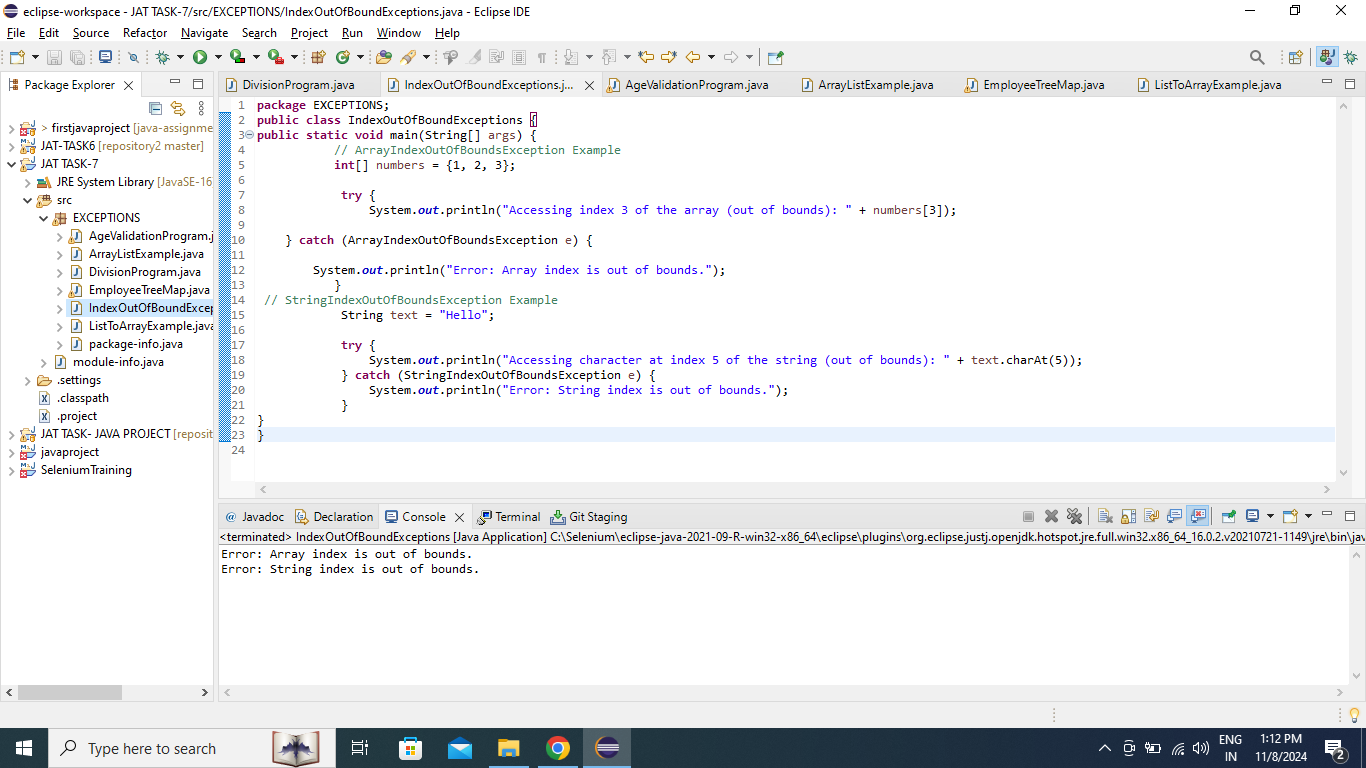 eclipse-workspace - JAT TASK-7/src/EXCEPTIONS/IndexOutOfBoundExceptions.java - Eclipse IDE
File Edit Source Refactor Navigate Search Project Run Window Help
Package Explorer
> firstjavaproject [java-assignme
JAT-TASK6 [repository2 master]
JAT TASK-7
JRE System Library [JavaSE-16
src
EXCEPTIONS
AgeValidationProgram.j
ArrayListExample.java
DivisionProgram.java
EmployeeTreeMap.java
IndexOutOfBoundExcep
ListToArrayExample.java
package-info.java
module-info.java
.settings
.classpath
.project
JAT TASK- JAVA PROJECT [reposit
javaproject
SeleniumTraining
DivisionProgram.java IndexOutOfBoundExceptions.j... AgeValidationProgram.java ArrayListExample.java EmployeeTreeMap.java ListToArrayExample.java
1 package EXCEPTIONS;
2 public class IndexOutOfBoundExceptions {
3 public static void main(String[] args) {
4 // ArrayIndexOutOfBoundsException Example
5 int[] numbers = {1, 2, 3};
6
7 try {
8 System.out.println("Accessing index 3 of the array (out of bounds): " + numbers[3]);
9
10 } catch (ArrayIndexOutOfBoundsException e) {
11
12 System.out.println("Error: Array index is out of bounds.");
13 }
14 // StringIndexOutOfBoundsException Example
15 String text = "Hello";
16
17 try {
18 System.out.println("Accessing character at index 5 of the string (out of bounds): " + text.charAt(5));
19 } catch (StringIndexOutOfBoundsException e) {
20 System.out.println("Error: String index is out of bounds.");
21 }
22 }
23 }
24
@ Javadoc Declaration Console Terminal Git Staging
<terminated> IndexOutOfBoundExceptions [Java Application] C:\Selenium\eclipse-java-2021-09-R-win32-x86_64\eclipse\plugins\org.eclipse.justj.openjdk.hotspot.jre.full.win32.x86_64_16.0.2.v20210721-1149\jre\bin\jav
Error: Array index is out of bounds.
Error: String index is out of bounds.
Type here to search
ENG
IN
1:12 PM
11/8/2024
2